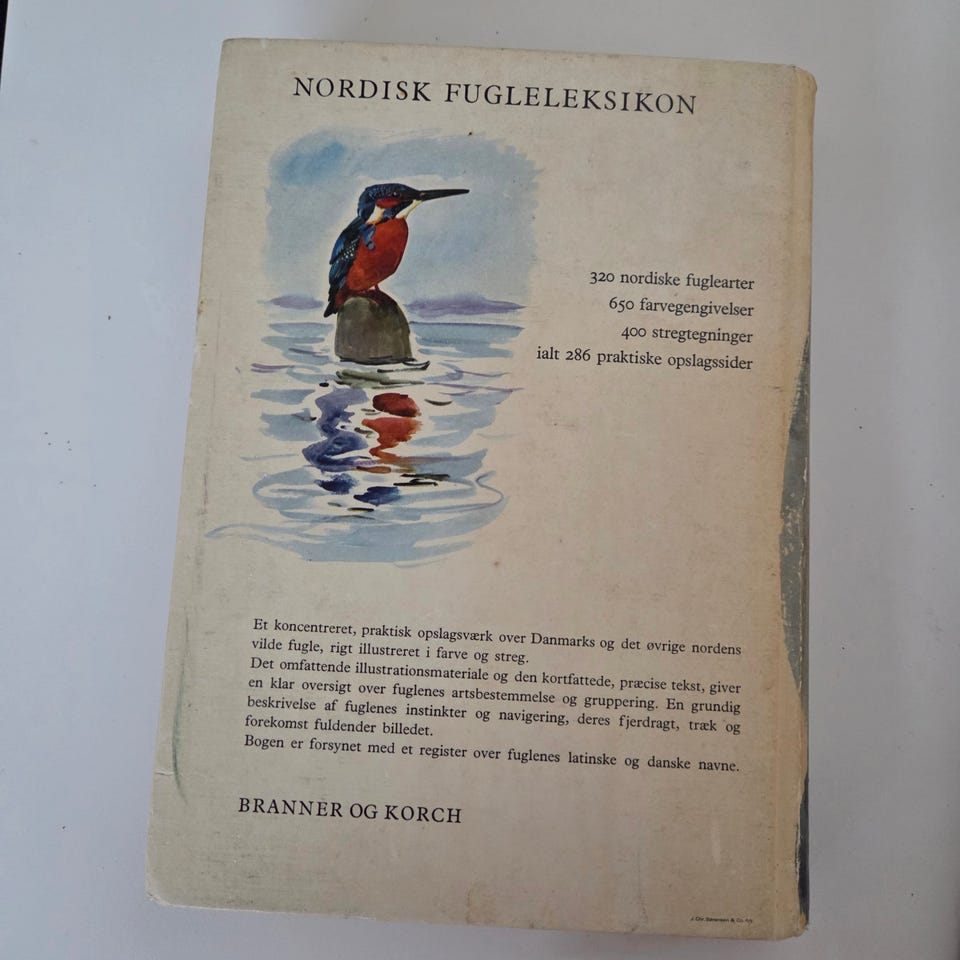 NORDISK FUGLELEKSIKON
320 nordiske fuglearter
650 farvegengivelser
400 stregtegninger
ialt 286 praktiske opslagssider
Et koncentreret, praktisk opslagsværk over Danmarks og det øvrige nordens
vilde fugle, rigt illustreret i farve og streg.
Det omfattende illustrationsmateriale og den kortfattede, præcise tekst, giver
en klar oversigt over fuglenes artsbestemmelse og gruppering. En grundig
beskrivelse af fuglenes instinkter og navigering, deres fjerdragt, træk og
forekomst fuldender billedet.
Bogen er forsynet med et register over fuglenes latinske og danske navne.
BRANNER OG KORCH
J. Chr. Sørensen & Co.